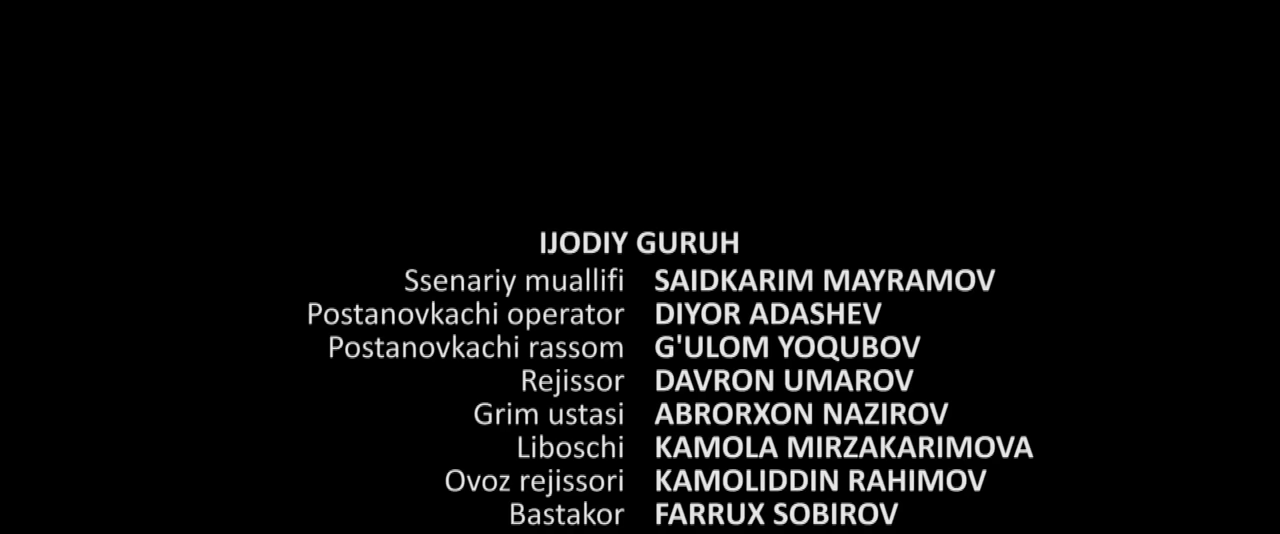 IJODIY GURUH
Ssenariy muallifi SAIDKARIM MAYRAMOV
Postanovkachi operator DIYOR ADASHEV
Postanovkachi rassom G'ULOM YOQUBOV
Rejissor DAVRON UMAROV
Grim ustasi ABRORXON NAZIROV
Liboschi KAMOLA MIRZAKARIMOVA
Ovoz rejissori KAMOLIDDIN RAHIMOV
Bastakor FARRUX SOBIROV